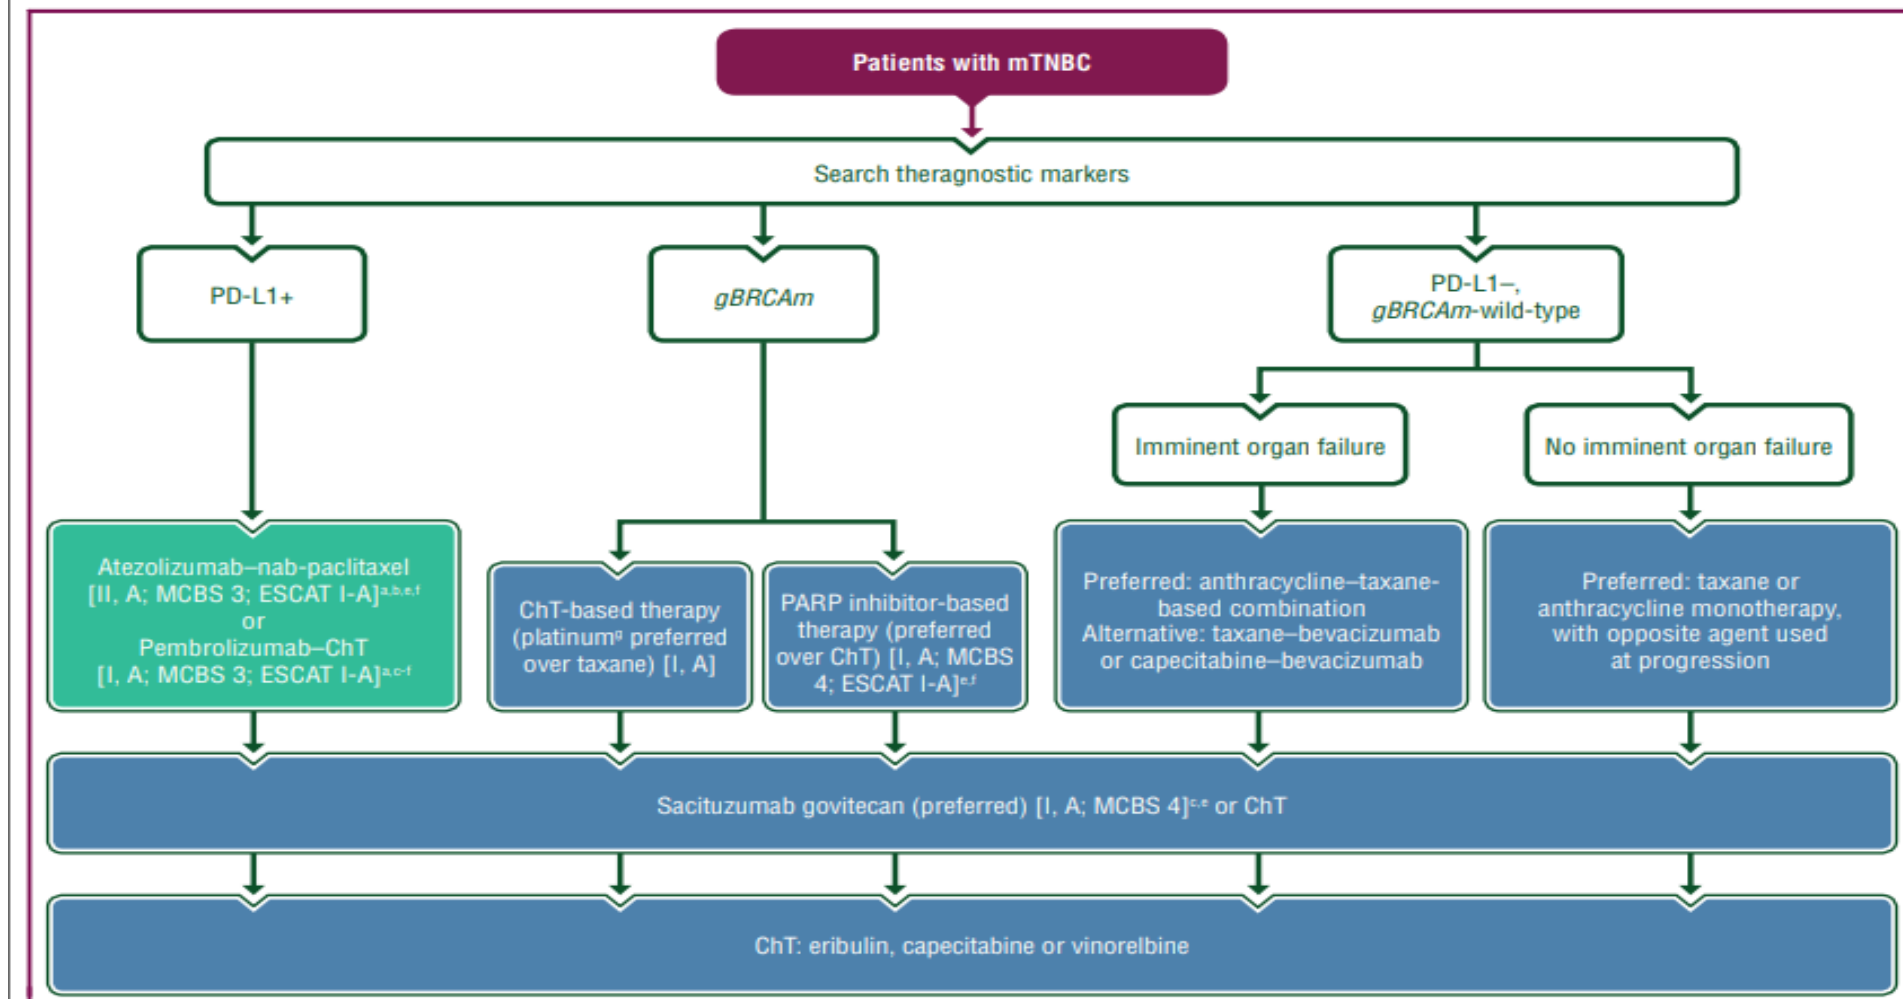 Patients with mTNBC
Search theragnostic markers
PD-L1+
gBRCAm
PD-L1–,
gBRCAm-wild-type
Imminent organ failure
No imminent organ failure
Atezolizumab–nab-paclitaxel
[II, A; MCBS 3; ESCAT I-A]a,b,e,f
or
Pembrolizumab–ChT
[I, A; MCBS 3; ESCAT I-A]a,c-f
ChT-based therapy
(platinumg preferred
over taxane) [I, A]
PARP inhibitor-based
therapy (preferred
over ChT) [I, A; MCBS
4; ESCAT I-A]e,f
Preferred: anthracycline–taxane-
based combination
Alternative: taxane–bevacizumab
or capecitabine–bevacizumab
Preferred: taxane or
anthracycline monotherapy,
with opposite agent used
at progression
Sacituzumab govitecan (preferred) [I, A; MCBS 4]c,e or ChT
ChT: eribulin, capecitabine or vinorelbine